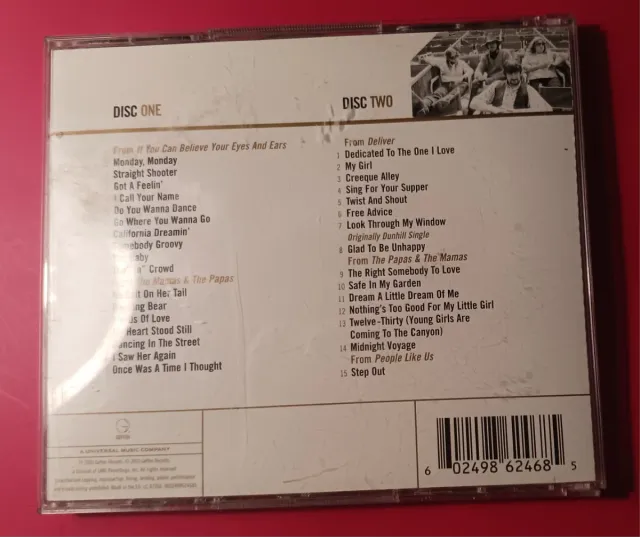 DISC ONE
From If You Can Believe Your Eyes And Ears
Monday, Monday
Straight Shooter
Got A Feelin'
I Call Your Name
Do You Wanna Dance
Go Where You Wanna Go
California Dreamin'
Somebody Groovy
Crowd
The Mamas & The Papas
On Her Tail
Bear
Of Love
Heart Stood Still
Dancing In The Street
I Saw Her Again
Once Was A Time I Thought
DISC TWO
From Deliver
1 Dedicated To The One I Love
2 My Girl
3 Creeque Alley
4 Sing For Your Supper
5 Twist And Shout
6 Free Advice
7 Look Through My Window
Originally Dunhill Single
8 Glad To Be Unhappy
From The Papas & The Mamas
9 The Right Somebody To Love
10 Safe In My Garden
11 Dream A Little Dream Of Me
12 Nothing's Too Good For My Little Girl
13 Twelve-Thirty (Young Girls Are
Coming To The Canyon)
14 Midnight Voyage
From People Like Us
15 Step Out
A UNIVERSAL MUSIC COMPANY
6 02498 62468 5